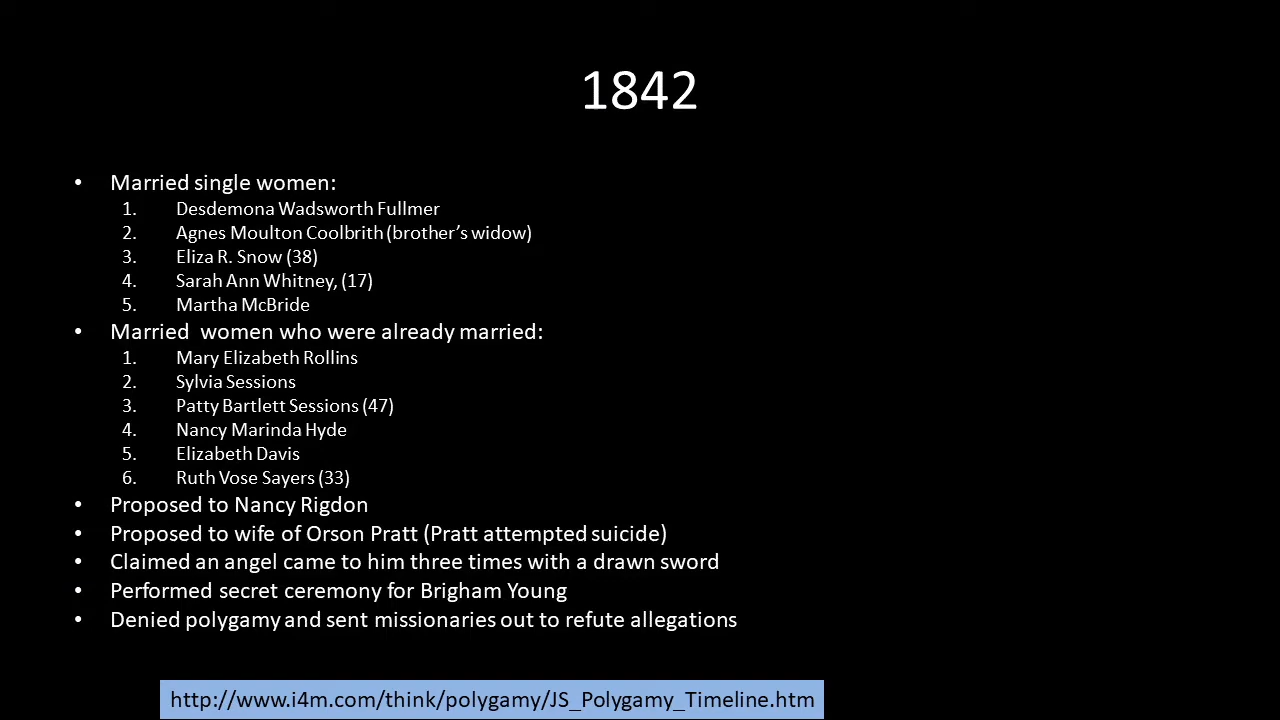 1842
• Married single women:
1. Desdemona Wadsworth Fullmer
2. Agnes Moulton Coolbrith (brother's widow)
3. Eliza R. Snow (38)
4. Sarah Ann Whitney, (17)
5. Martha McBride
• Married  women who were already married:
1. Mary Elizabeth Rollins
2. Sylvia Sessions
3. Patty Bartlett Sessions (47)
4. Nancy Marinda Hyde
5. Elizabeth Davis
6. Ruth Vose Sayers (33)
• Proposed to Nancy Rigdon
• Proposed to wife of Orson Pratt (Pratt attempted suicide)
• Claimed an angel came to him three times with a drawn sword
• Performed secret ceremony for Brigham Young
• Denied polygamy and sent missionaries out to refute allegations
http://www.i4m.com/think/polygamy/JS_Polygamy_Timeline.htm